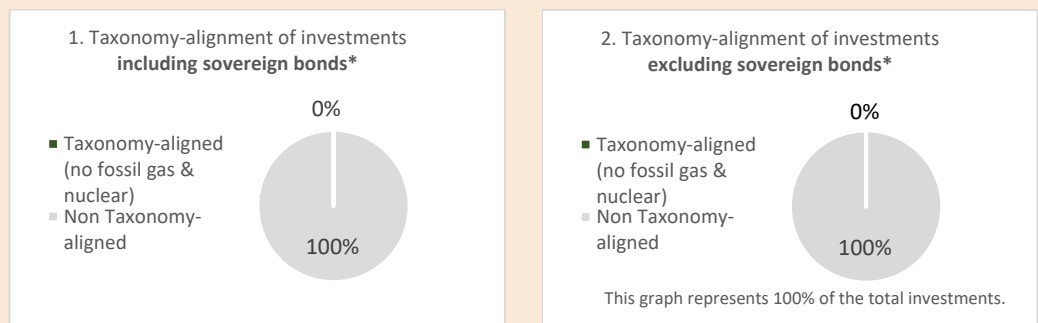 1. Taxonomy-alignment of investments
including sovereign bonds*
0%
Taxonomy-aligned
(no fossil gas &
nuclear)
Non Taxonomy-
aligned
100%
2. Taxonomy-alignment of investments
excluding sovereign bonds*
0%
Taxonomy-aligned
(no fossil gas &
nuclear)
Non Taxonomy-
aligned
100%
This graph represents 100% of the total investments.